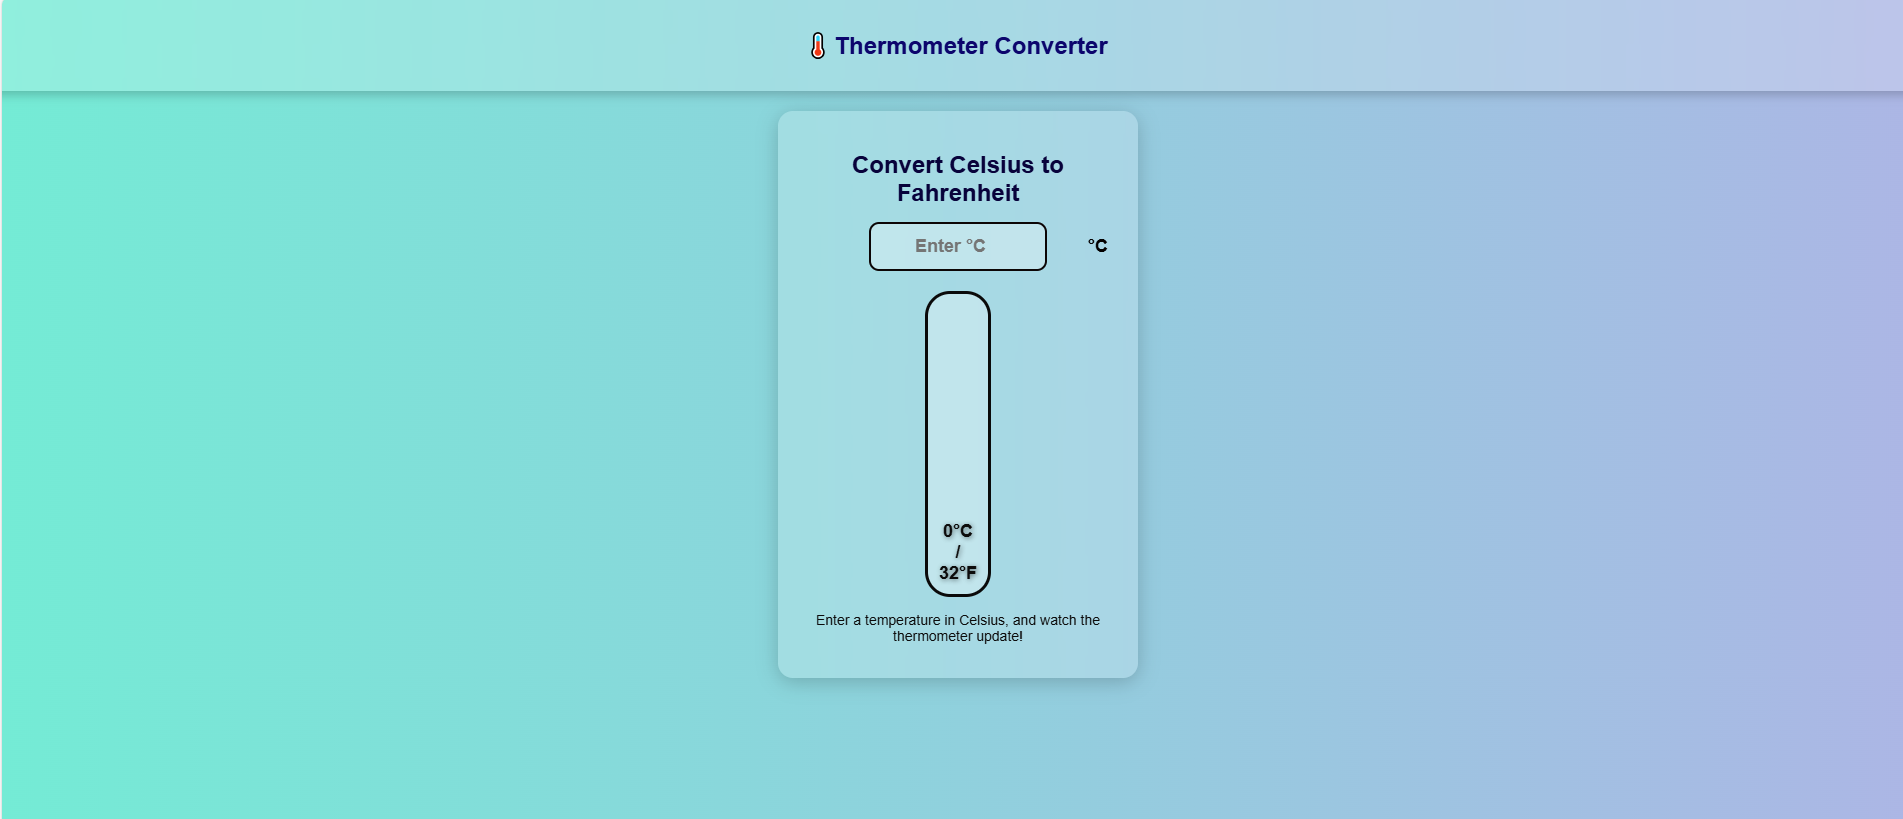 Thermometer Converter
Convert Celsius to
Fahrenheit
Enter °C
°C
0°C
/
32°F
Enter a temperature in Celsius, and watch the
thermometer update!